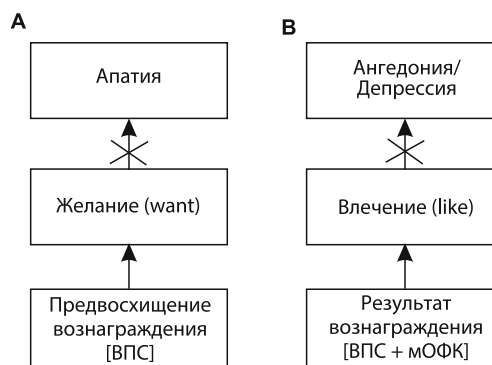 A
Апатия
Желание (want)
Предвосхищение
вознаграждения
[ВПС]
B
Ангедония/
Депрессия
Влечение (like)
Результат
вознаграждения
[ВПС + мОФК]